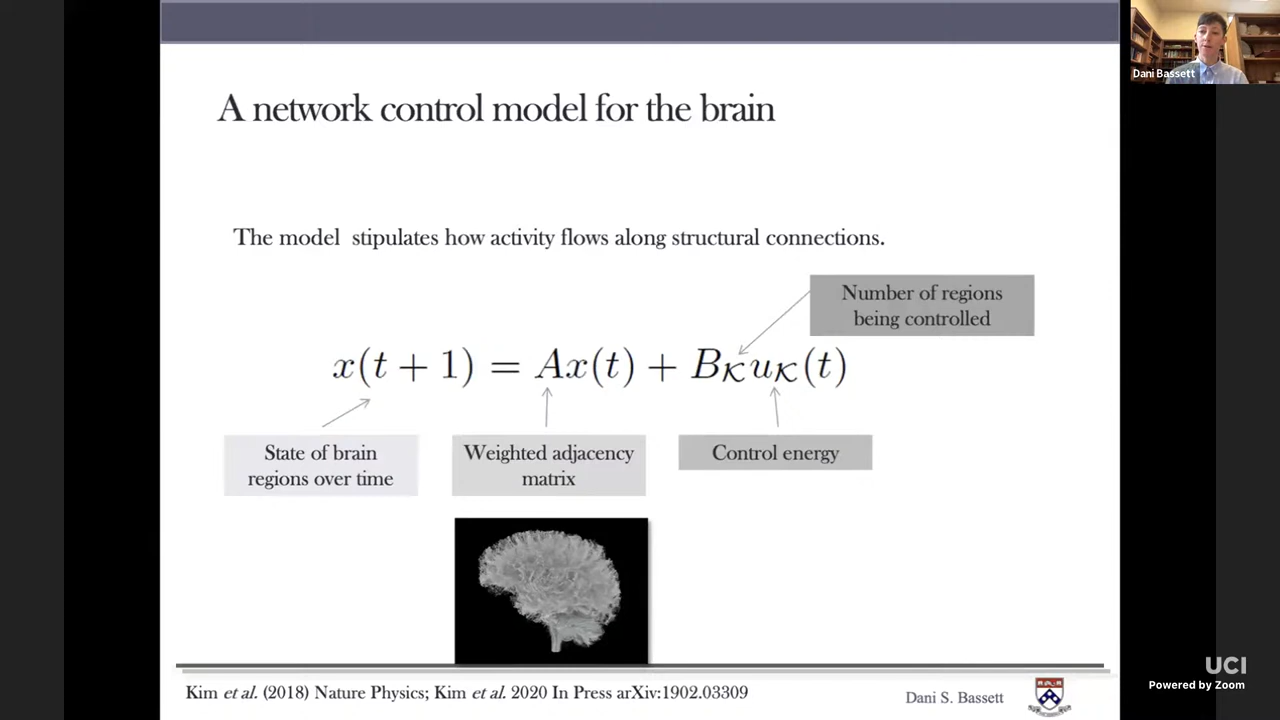 Dani Bassett
A network control model for the brain
The model stipulates how activity flows along structural connections.
Number of regions
being controlled
x(t + 1) = Ax(t) + B𝒦u𝒦(t)
State of brain
regions over time
Weighted adjacency
matrix
Control energy
Kim et al. (2018) Nature Physics; Kim et al. 2020 In Press arXiv:1902.03309
Dani S. Bassett
UCI
Powered by Zoom